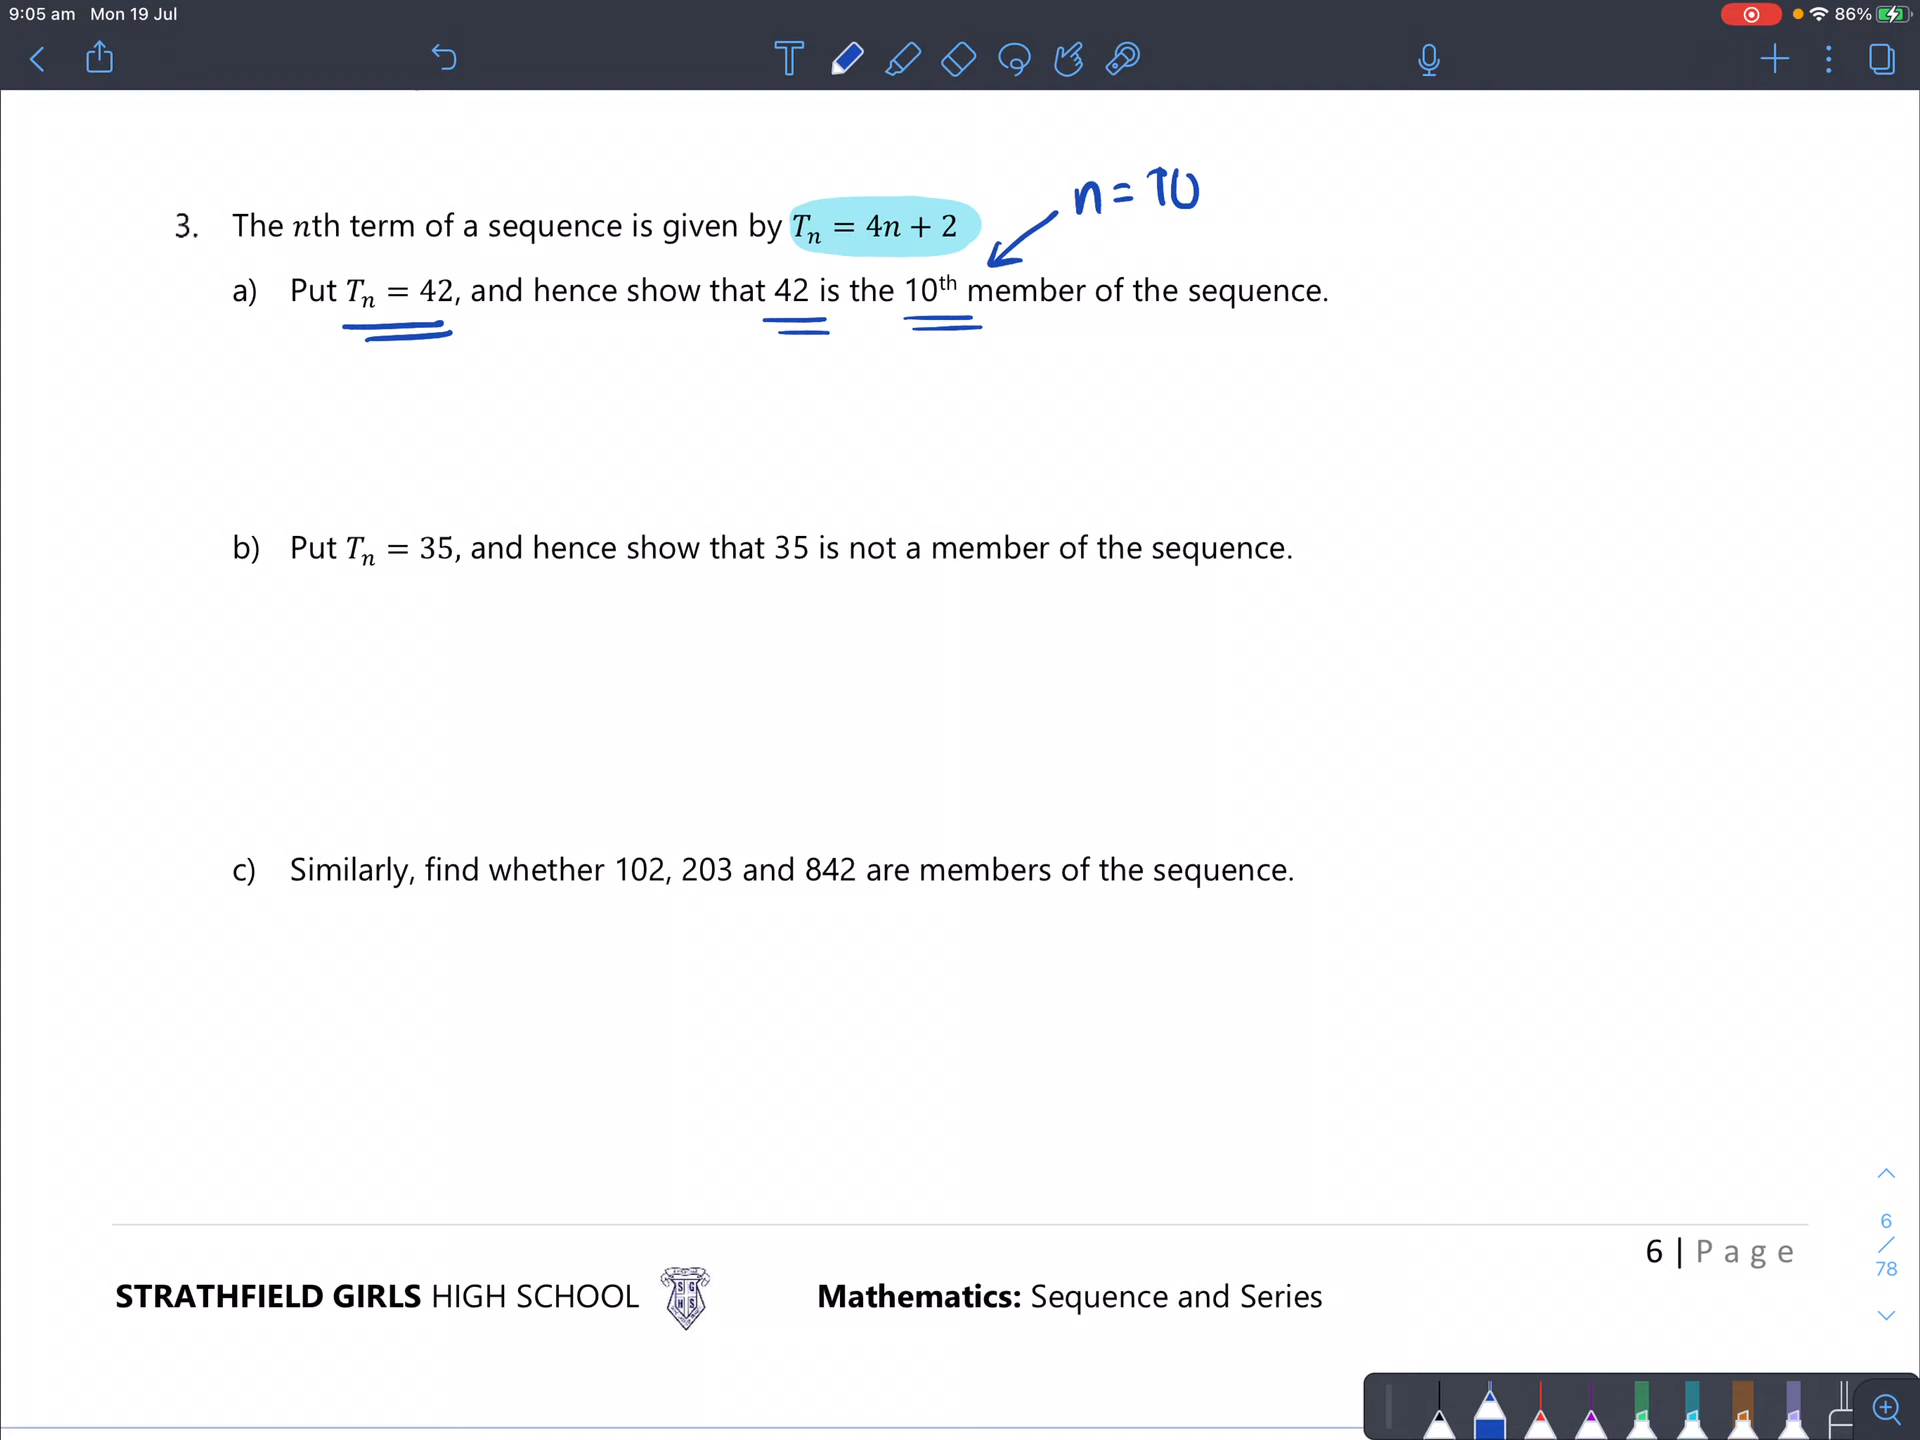 9:05 am Mon 19 Jul
86%
n = 10
3. The nth term of a sequence is given by Tₙ = 4n + 2
a) Put Tₙ = 42, and hence show that 42 is the 10ᵗʰ member of the sequence.
b) Put Tₙ = 35, and hence show that 35 is not a member of the sequence.
c) Similarly, find whether 102, 203 and 842 are members of the sequence.
6
/
78
6 | Page
STRATHFIELD GIRLS HIGH SCHOOL
S G
H S
Mathematics: Sequence and Series